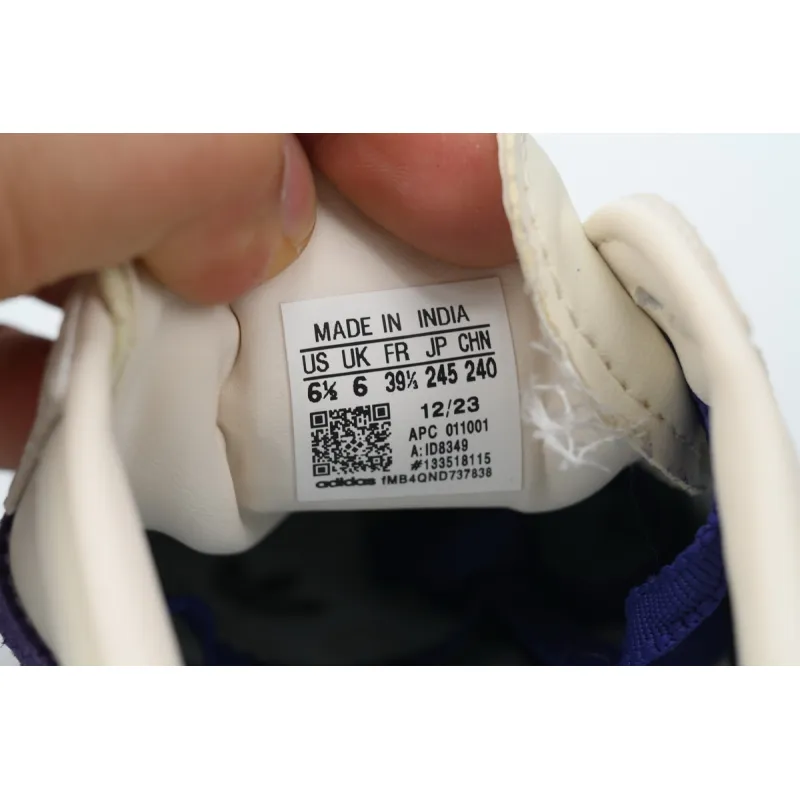 MADE IN INDIA
US UK FR JP CHN
6½ 6 39⅓ 245 240
12/23
APC 011001
A:ID8349
#133518115
adidas fMB4QND737838